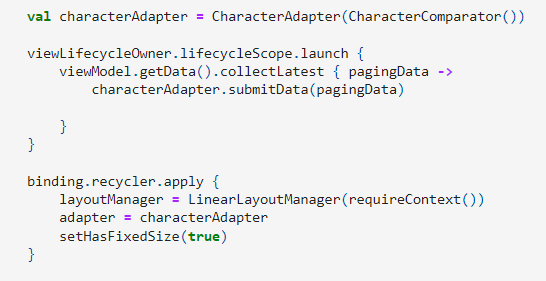 val characterAdapter = CharacterAdapter(CharacterComparator())
viewLifecycleOwner.lifecycleScope.launch {
    viewModel.getData().collectLatest { pagingData ->
        characterAdapter.submitData(pagingData)
    }
}
binding.recycler.apply {
    layoutManager = LinearLayoutManager(requireContext())
    adapter = characterAdapter
    setHasFixedSize(true)
}